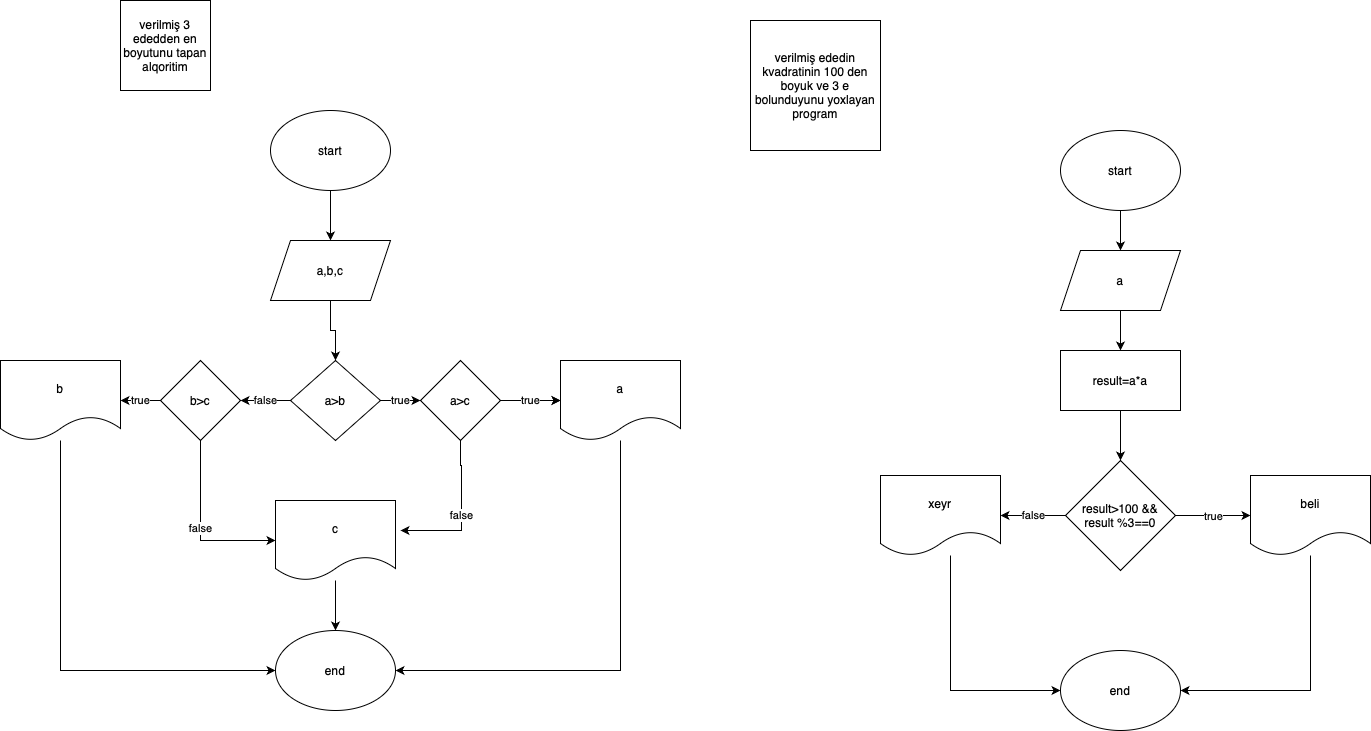 verilmiş 3
ededden en
boyutunu tapan
alqoritim
start
a,b,c
b
true
b>c
false
a>b
true
a>c
true
a
false
c
false
end
verilmiş ededin
kvadratinin 100 den
boyuk ve 3 e
bolunduyunu yoxlayan
program
start
a
result=a*a
xeyr
false
result>100 &&
result %3==0
true
beli
end